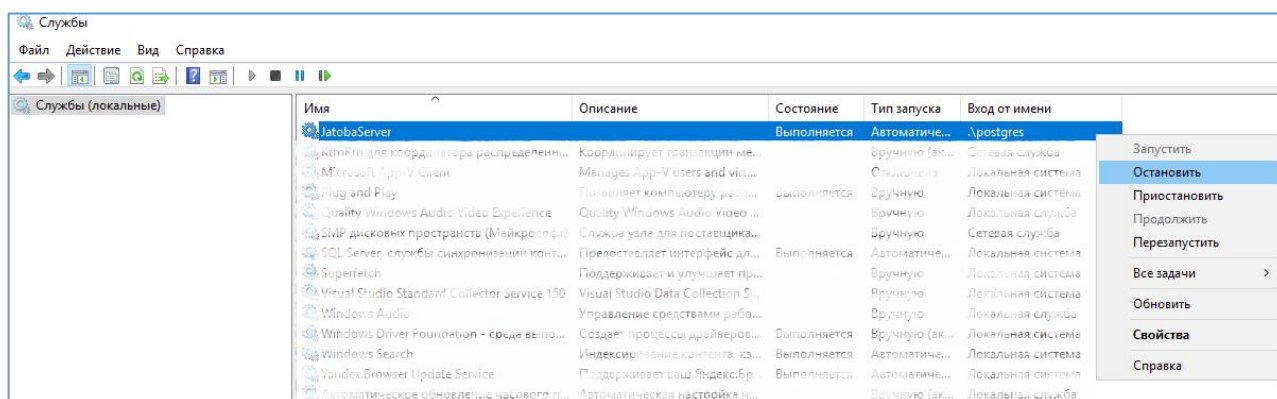 Службы
Файл Действие Вид Справка
Службы (локальные)
Имя Описание Состояние Тип запуска Вход от имени
JatobaServer Выполняется Автоматиче... .\postgres
KtmRm для координатора распределенн... Координирует транзакции ме... Вручную (ак... Сетевая служба
Microsoft App-V Client Manages App-V users and virt... Отключена Локальная система
Plug and Play Позволяет компьютеру Выполняется Вручную Локальная система
Quality Windows Audio Video Experience Quality Windows Audio Video ... Вручную Локальная служба
SMP дисковых пространств (Майкрософт) Служба узла для поставщика... Вручную Сетевая служба
SQL Server, службы синхронизации конт... Предоставляет интерфейс дл... Выполняется Автоматиче... Локальная система
Superfetch Поддерживает и улучшает пр... Вручную Локальная система
Visual Studio Standard Collector Service 150 Visual Studio Data Collection S... Вручную Локальная система
Windows Audio Управление средствами рабо... Вручную Локальная служба
Windows Driver Foundation - среда выпо... Создает процессы драйверов... Выполняется Вручную (ак... Локальная система
Windows Search Индексирование контента, кэ... Выполняется Автоматиче... Локальная система
Yandex.Browser Update Service Поддерживает ваш Яндекс.Бр... Выполняется Автоматиче... Локальная система
Автоматическое обновление часового п... Автоматическая настройка ч... Вручную (ак... Локальная служба
Запустить
Остановить
Приостановить
Продолжить
Перезапустить
Все задачи
Обновить
Свойства
Справка